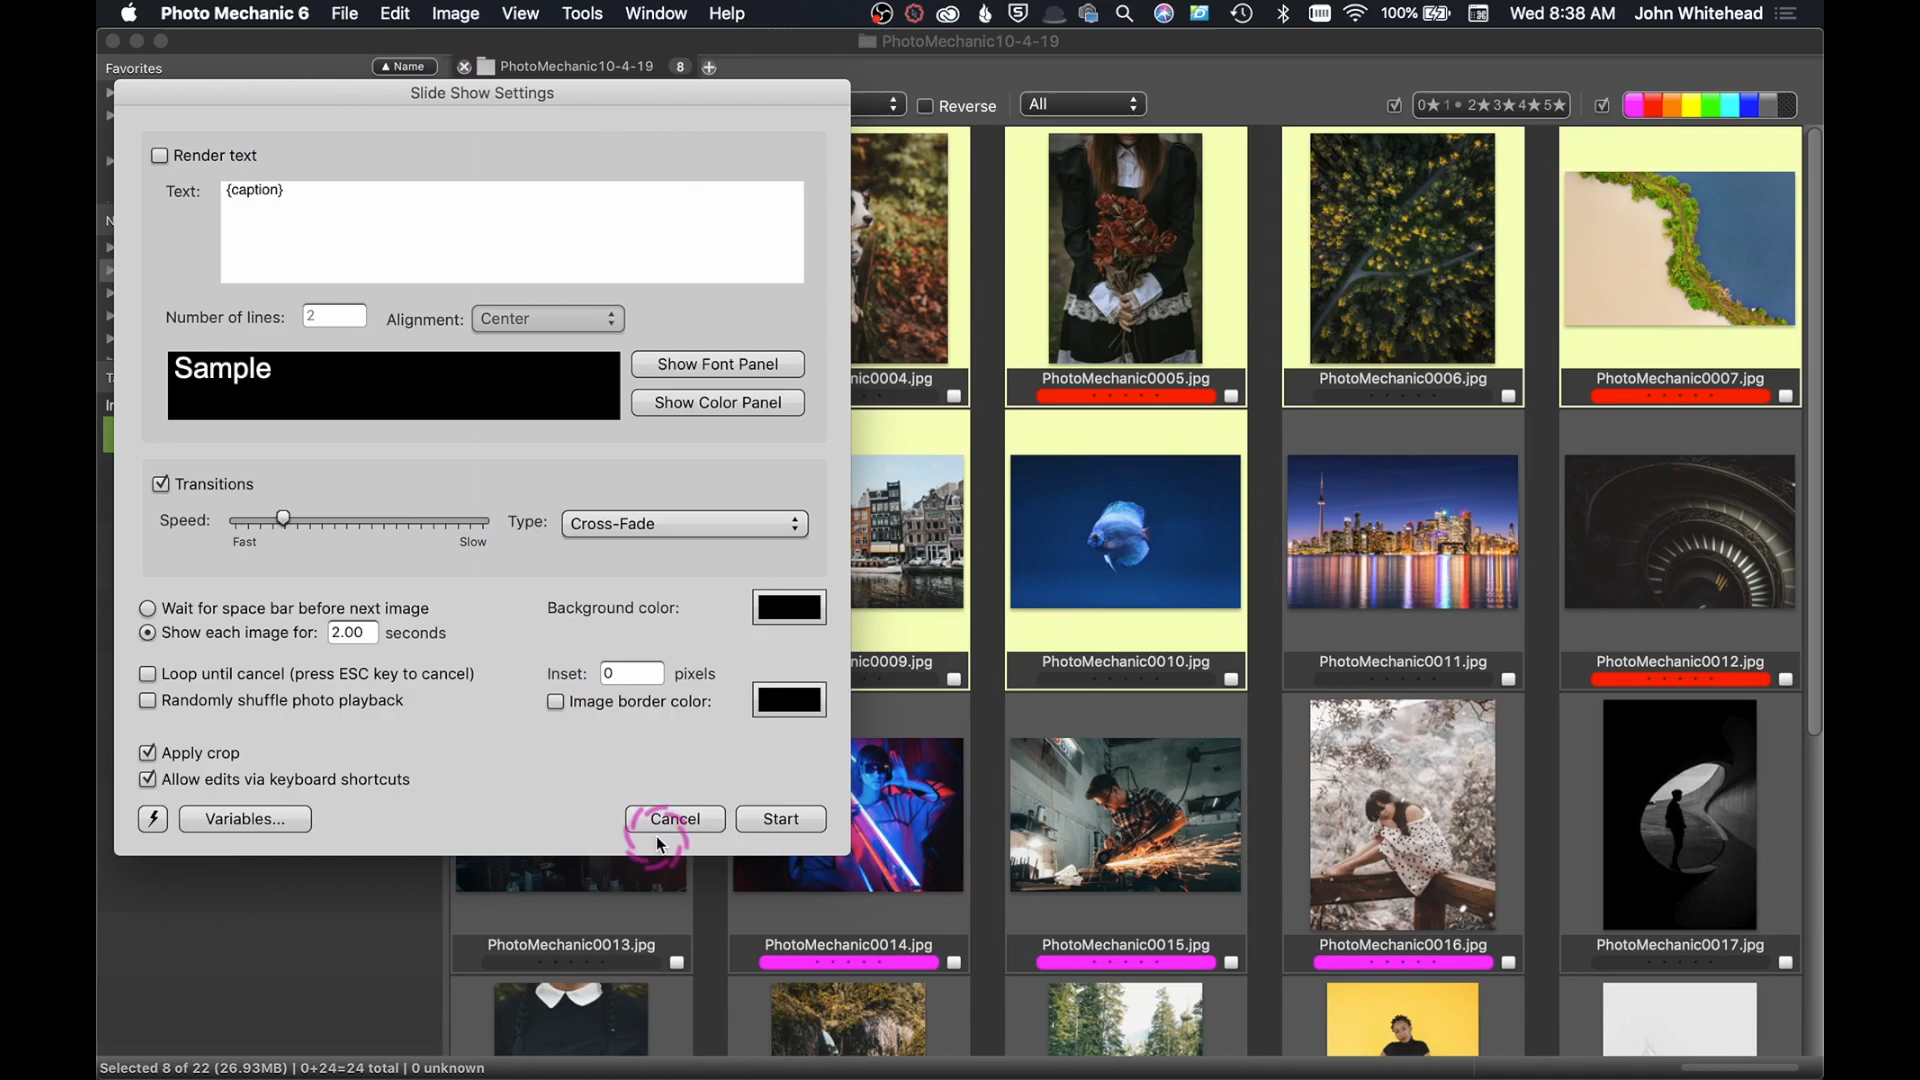 Photo Mechanic 6 File Edit Image View Tools Window Help 100% Wed 8:38 AM John Whitehead
PhotoMechanic10-4-19
Favorites ▲ Name PhotoMechanic10-4-19 8
Slide Show Settings
Reverse All 0★1• 2★3★4★5★
Render text
Text: {caption}
Number of lines: 2 Alignment: Center
Sample
Show Font Panel
Show Color Panel
nic0004.jpg PhotoMechanic0005.jpg PhotoMechanic0006.jpg PhotoMechanic0007.jpg
Transitions
Speed: Fast Slow Type: Cross-Fade
Wait for space bar before next image Background color:
Show each image for: 2.00 seconds
Loop until cancel (press ESC key to cancel) Inset: 0 pixels
Randomly shuffle photo playback Image border color:
nic0009.jpg PhotoMechanic0010.jpg PhotoMechanic0011.jpg PhotoMechanic0012.jpg
Apply crop
Allow edits via keyboard shortcuts
Variables... Cancel Start
PhotoMechanic0013.jpg PhotoMechanic0014.jpg PhotoMechanic0015.jpg PhotoMechanic0016.jpg PhotoMechanic0017.jpg
Selected 8 of 22 (26.93MB) | 0+24=24 total | 0 unknown